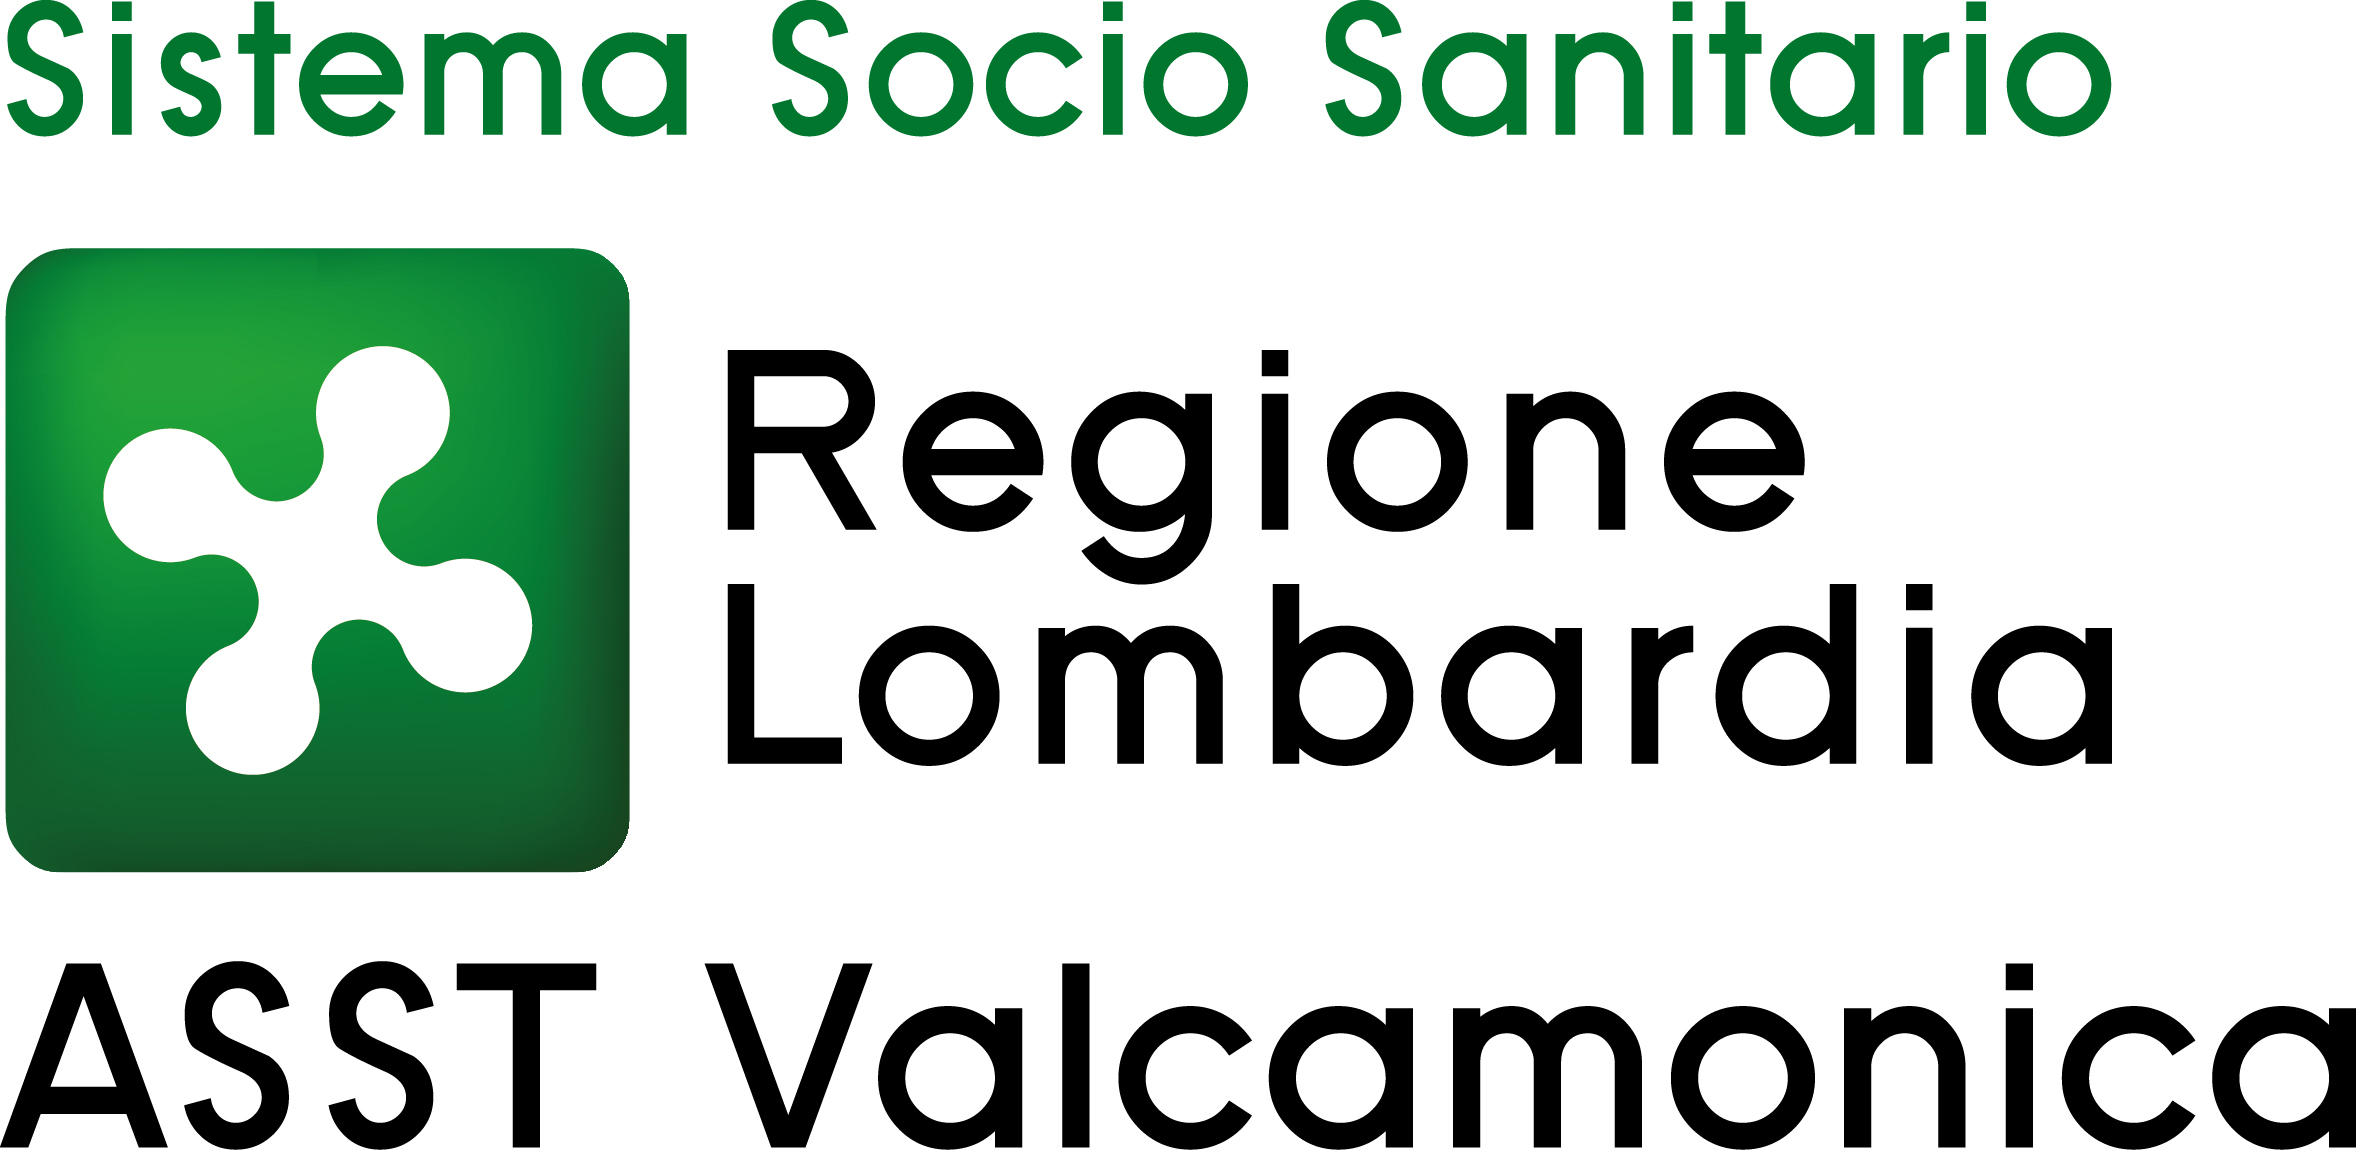 Sistema Socio Sanitario
Regione
Lombardia
ASST Valcamonica